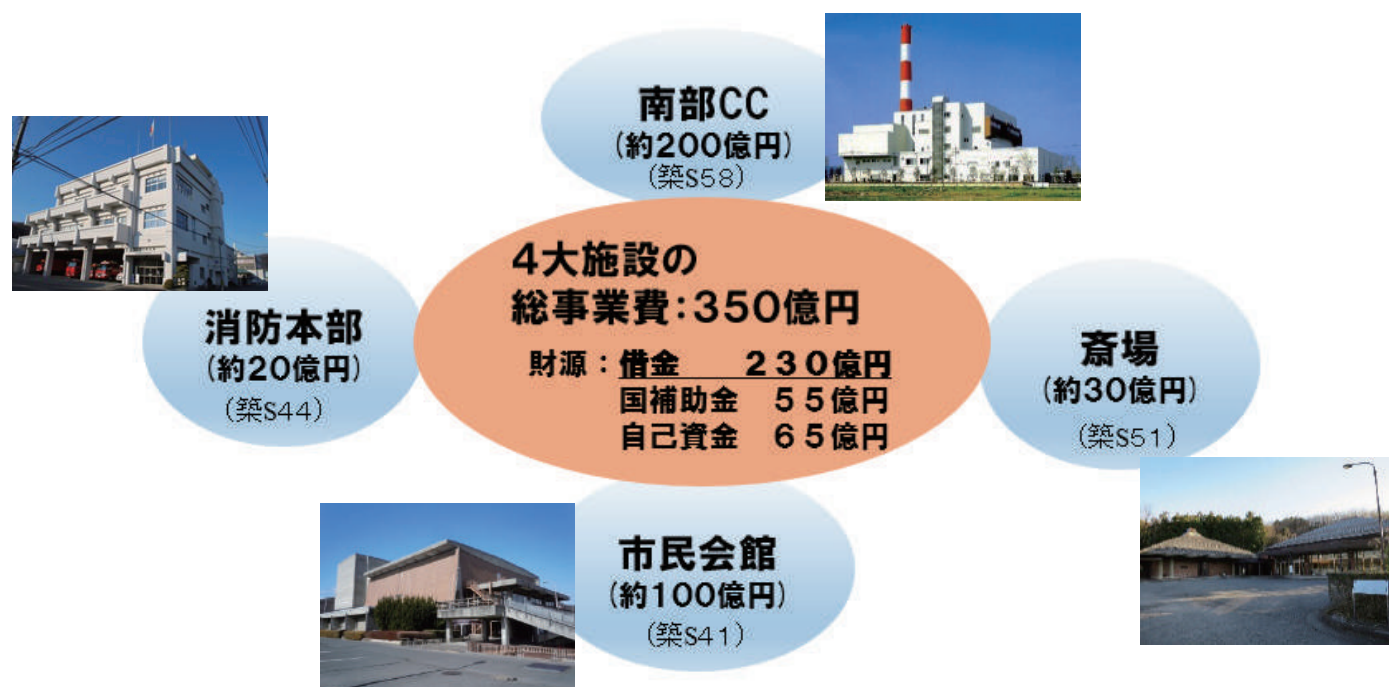 南部CC
(約200億円)
(築S58)
4大施設の
総事業費:350億円
財源:借金 230億円
国補助金 55億円
自己資金 65億円
消防本部
(約20億円)
(築S44)
斎場
(約30億円)
(築S51)
市民会館
(約100億円)
(築S41)